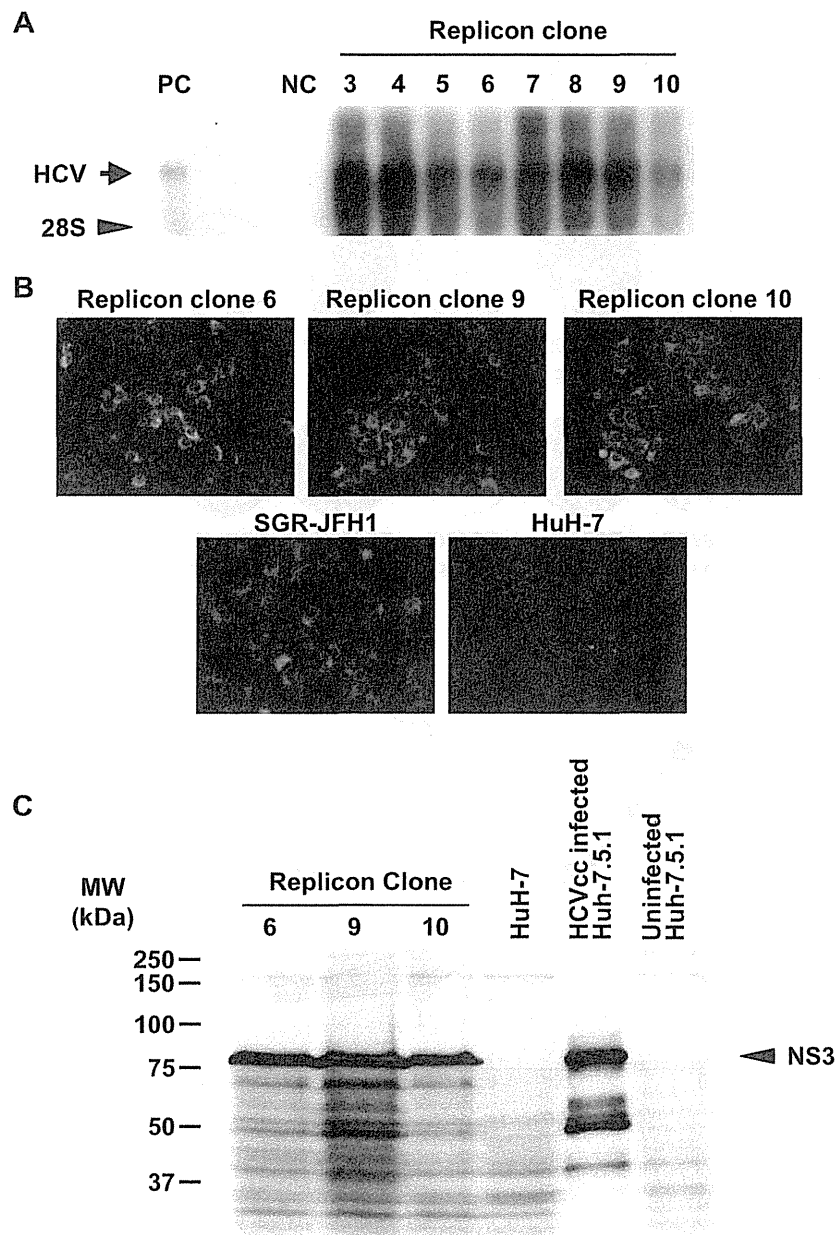 A
Replicon clone
PC NC 3 4 5 6 7 8 9 10
HCV
28S
B
Replicon clone 6 Replicon clone 9 Replicon clone 10
SGR-JFH1 HuH-7
C
MW
(kDa)
Replicon Clone
6 9 10
HuH-7
HCVcc infected
Huh-7.5.1
Uninfected
Huh-7.5.1
250
150
100
75
50
37
NS3